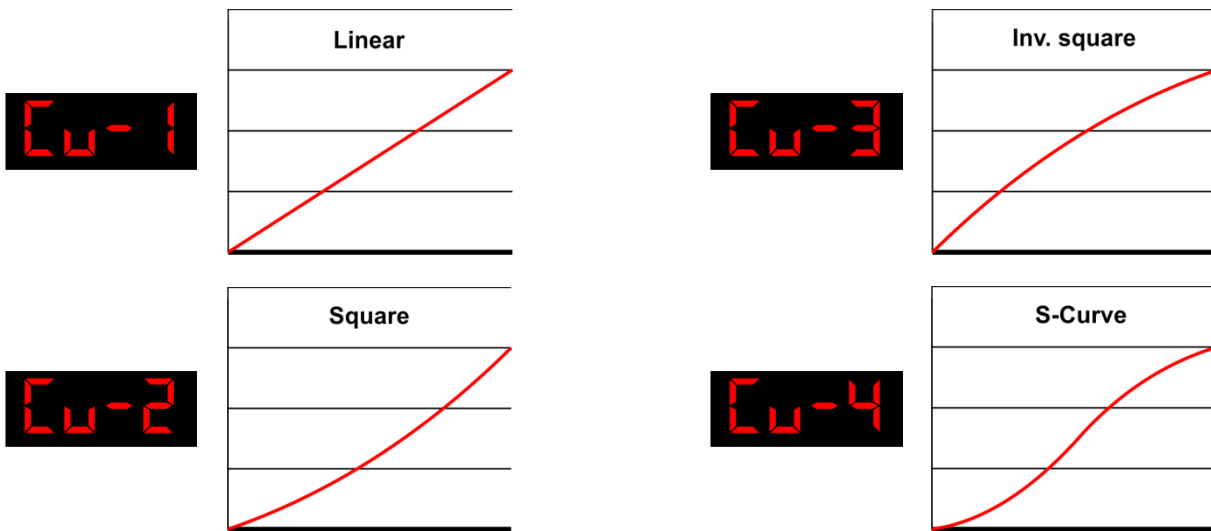 Linear
Cu-1
Inv. square
Cu-3
Square
Cu-2
S-Curve
Cu-4